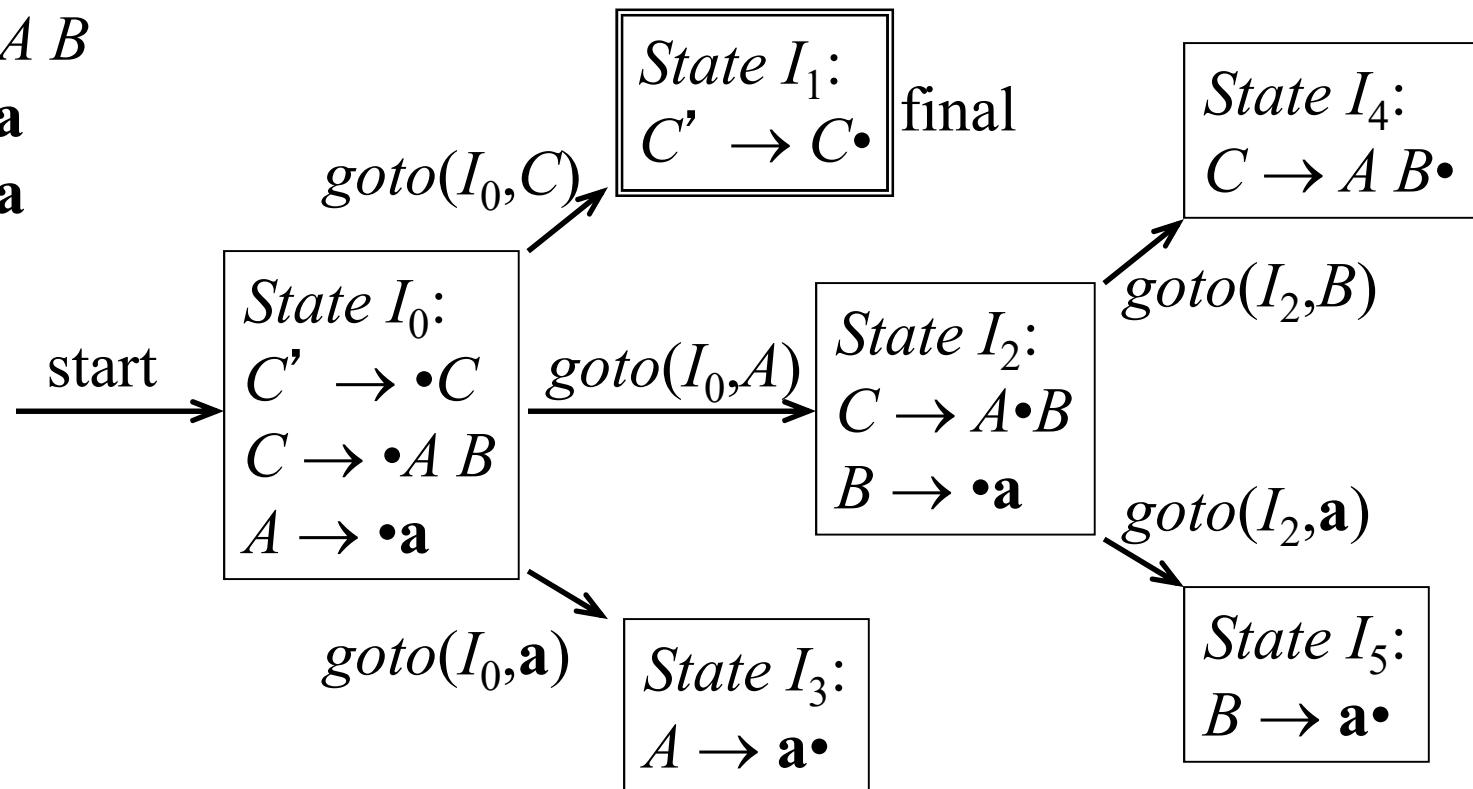 A B
a
a
State I₁:
C’ → C•
final
State I₄:
C → A B•
goto(I₀,C)
State I₀:
C’ → •C
C → •A B
A → •a
start
goto(I₀,A)
State I₂:
C → A•B
B → •a
goto(I₂,B)
goto(I₂,a)
goto(I₀,a)
State I₃:
A → a•
State I₅:
B → a•